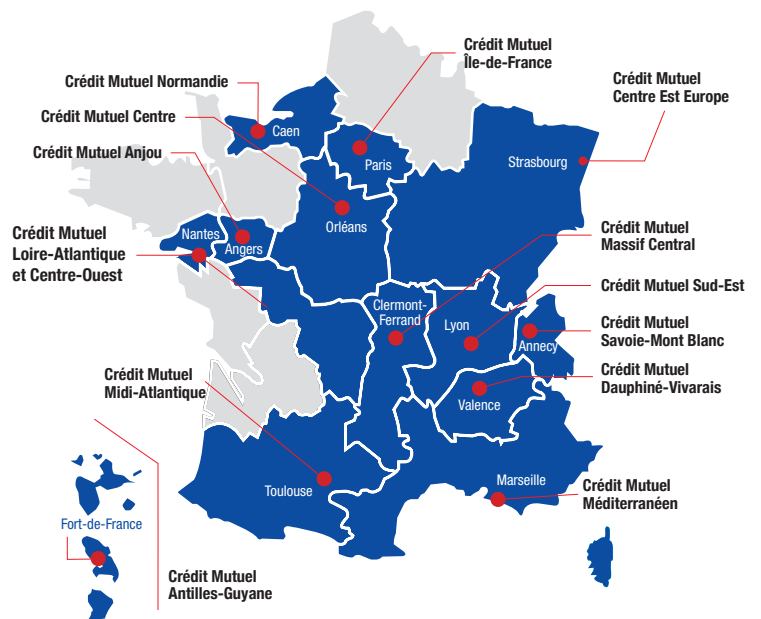 Crédit Mutuel
Île-de-France
Crédit Mutuel Normandie
Crédit Mutuel
Centre Est Europe
Crédit Mutuel Centre
Caen
Crédit Mutuel Anjou
Paris
Strasbourg
Orléans
Crédit Mutuel
Loire-Atlantique
et Centre-Ouest
Nantes
Angers
Crédit Mutuel
Massif Central
Clermont-
Ferrand
Lyon
Crédit Mutuel Sud-Est
Annecy
Crédit Mutuel
Savoie-Mont Blanc
Crédit Mutuel
Midi-Atlantique
Crédit Mutuel
Dauphiné-Vivarais
Valence
Toulouse
Marseille
Crédit Mutuel
Méditerranéen
Fort-de-France
Crédit Mutuel
Antilles-Guyane